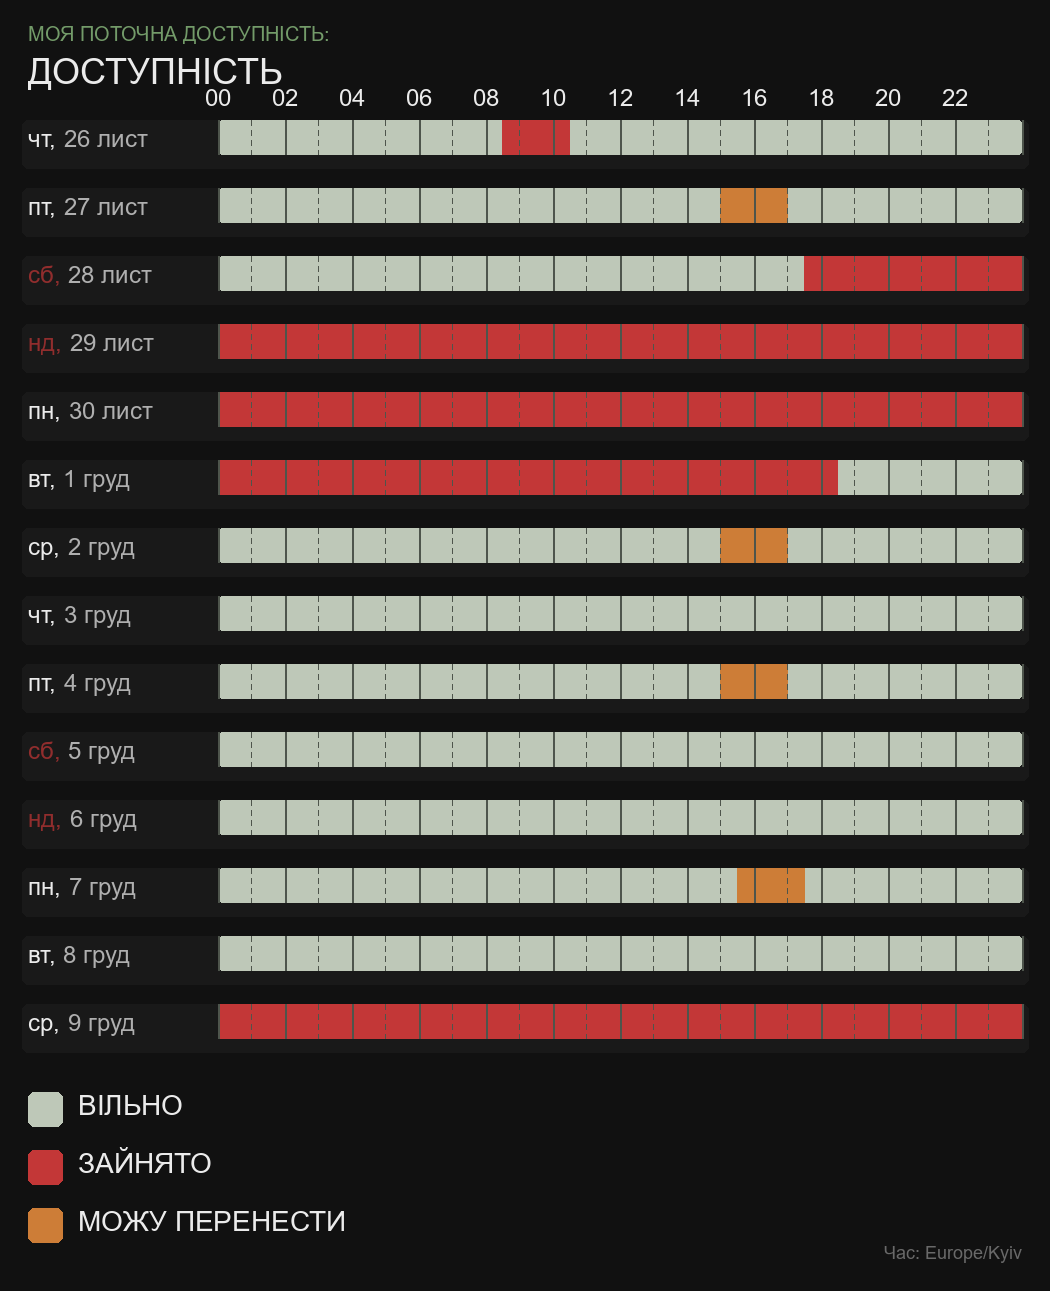 МОЯ ПОТОЧНА ДОСТУПНІСТЬ:
ДОСТУПНІСТЬ
00 02 04 06 08 10 12 14 16 18 20 22
чт, 26 лист
пт, 27 лист
сб, 28 лист
нд, 29 лист
пн, 30 лист
вт, 1 груд
ср, 2 груд
чт, 3 груд
пт, 4 груд
сб, 5 груд
нд, 6 груд
пн, 7 груд
вт, 8 груд
ср, 9 груд
ВІЛЬНО
ЗАЙНЯТО
МОЖУ ПЕРЕНЕСТИ
Час: Europe/Kyiv